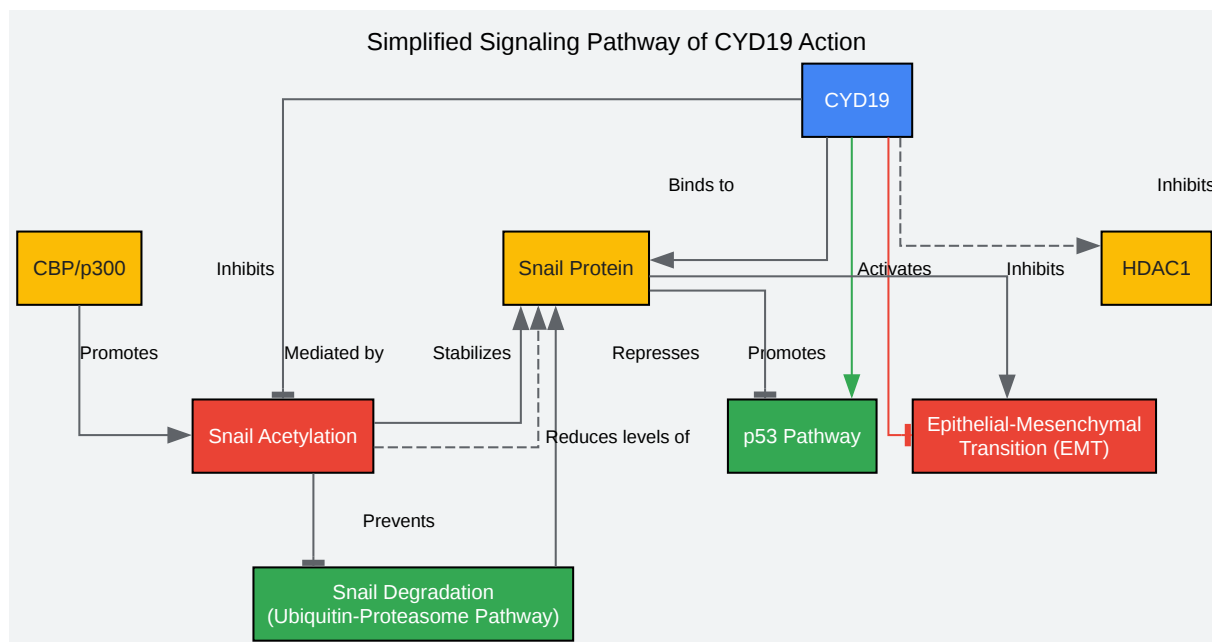 Simplified Signaling Pathway of CYD19 Action
CYD19
Binds to
Inhibits
CBP/p300
Inhibits
Snail Protein
Activates
Inhibits
HDAC1
Promotes
Mediated by
Stabilizes
Represses
Promotes
Snail Acetylation
Reduces levels of
p53 Pathway
Epithelial-Mesenchymal
Transition (EMT)
Prevents
Snail Degradation
(Ubiquitin-Proteasome Pathway)